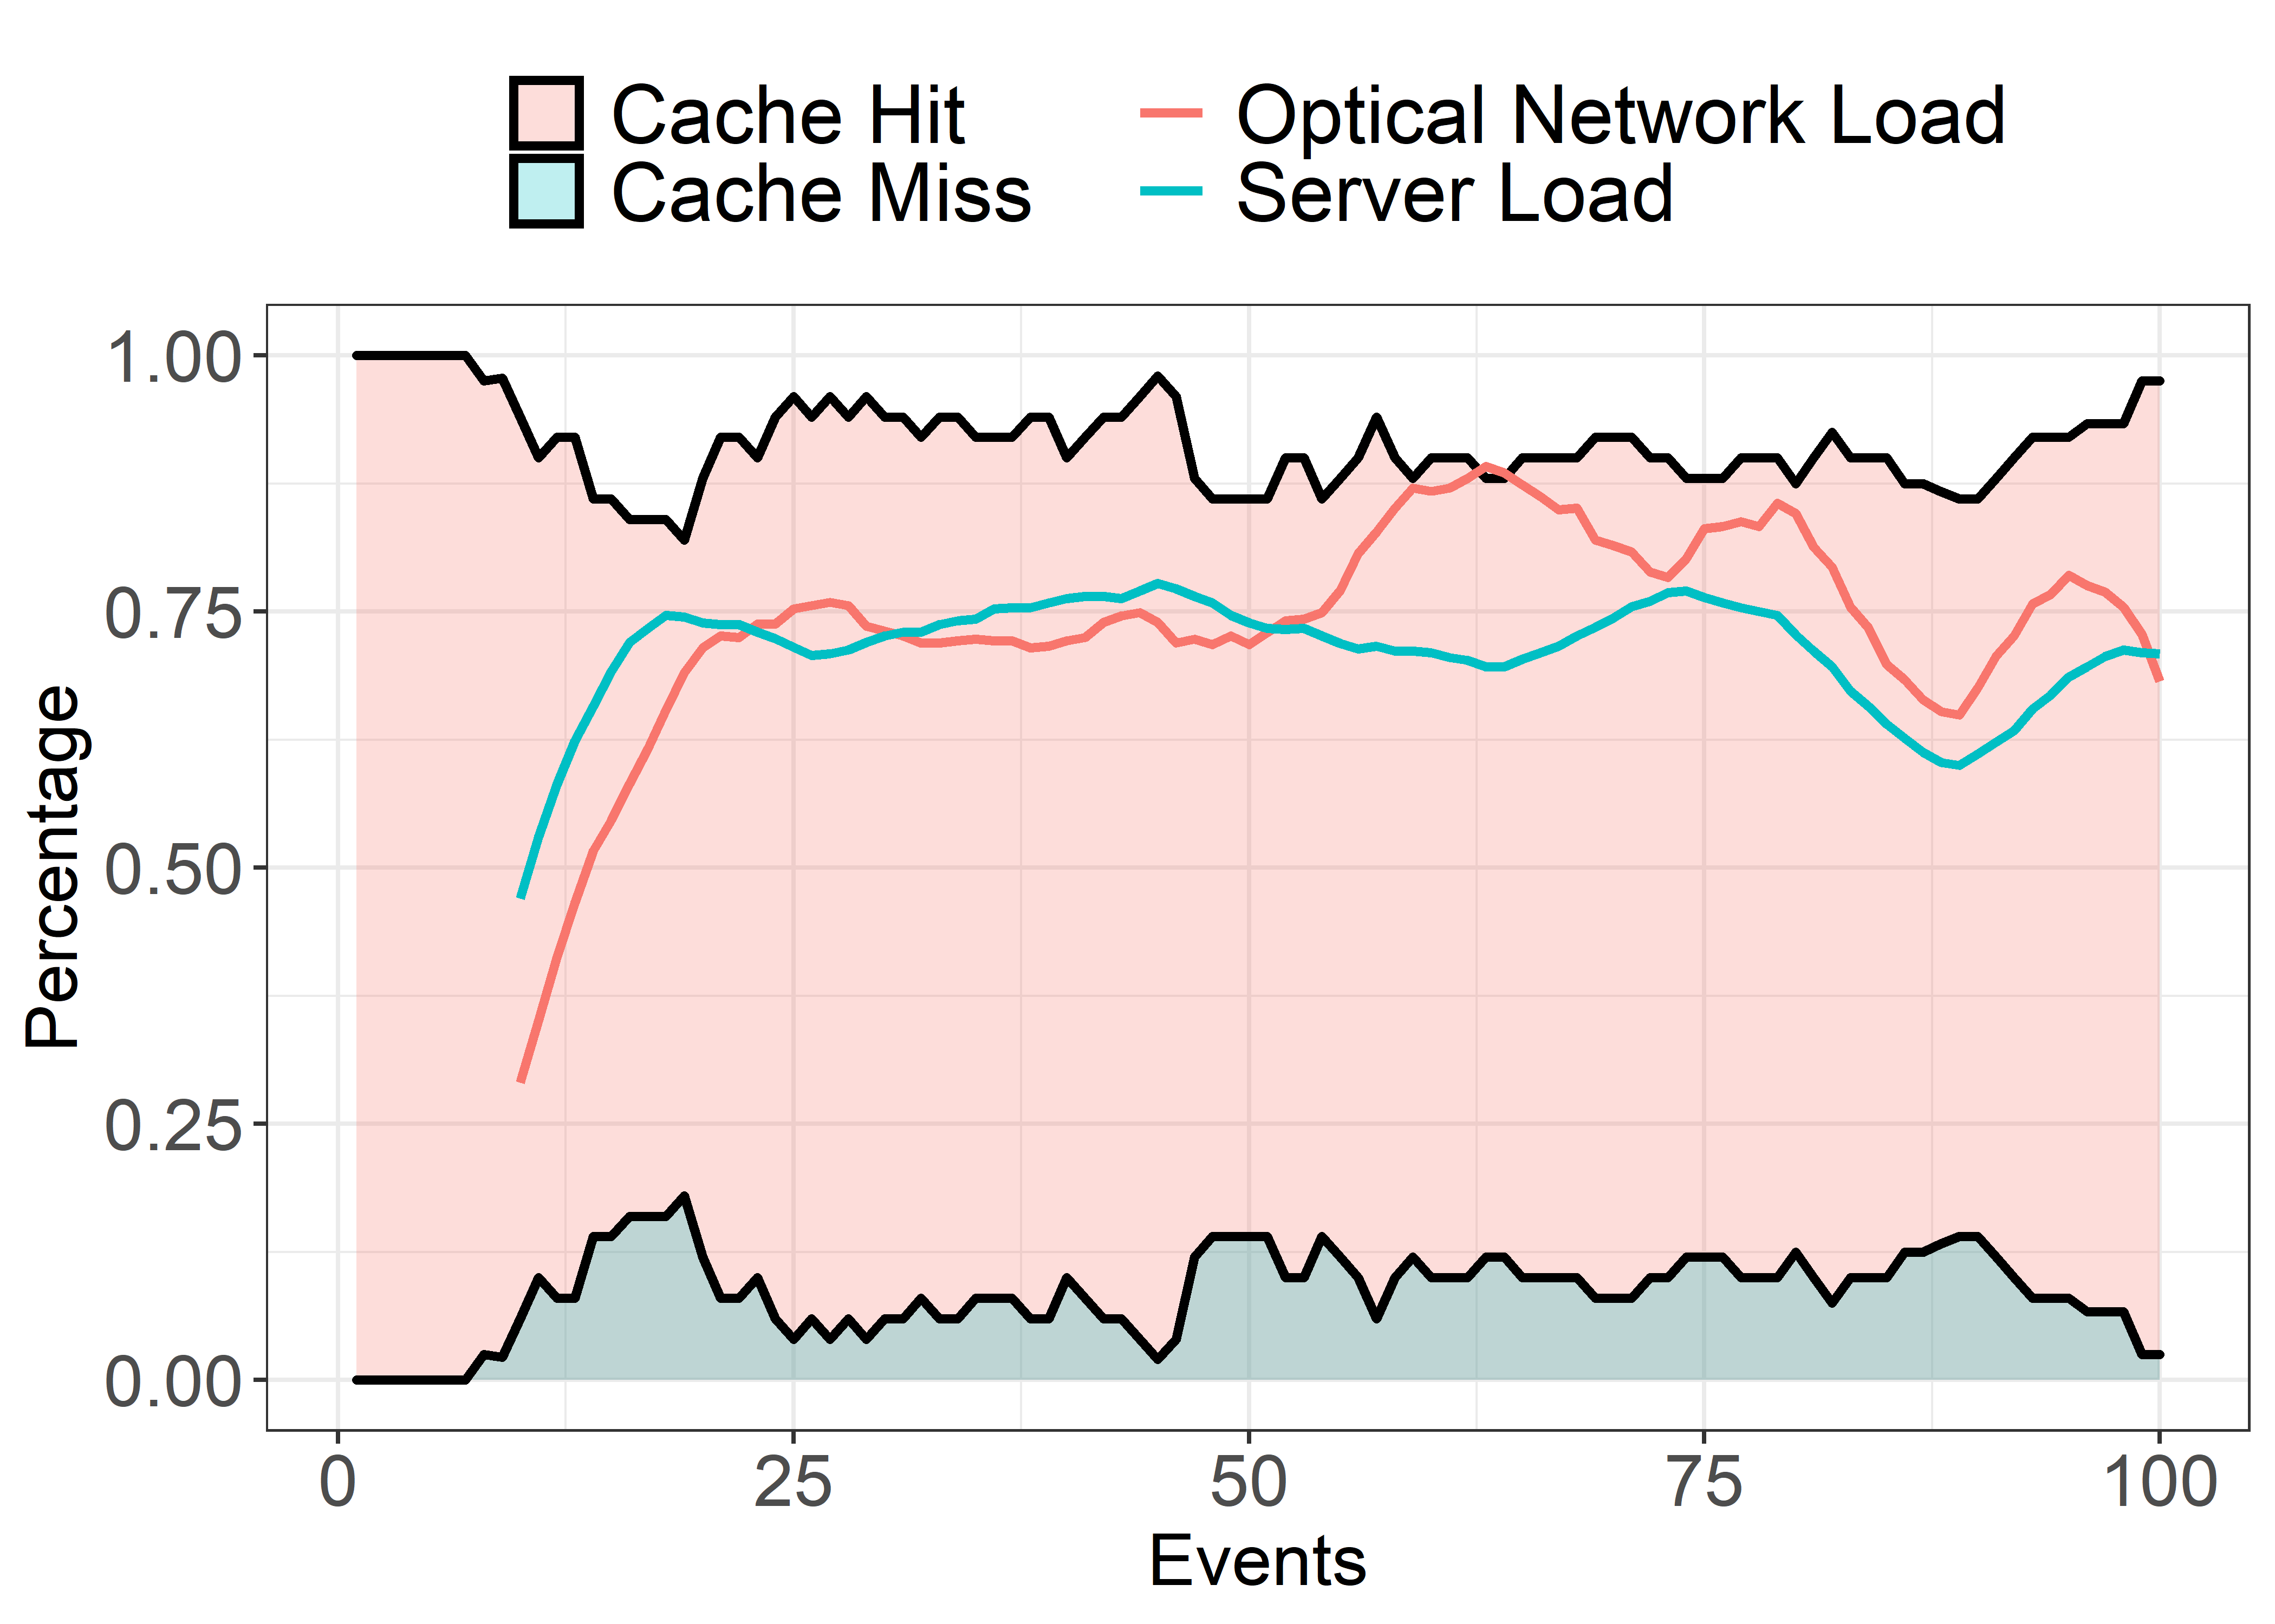 Cache Hit
Optical Network Load
Cache Miss
Server Load
1.00
0.75
0.50
0.25
0.00
Percentage
0
25
50
75
100
Events